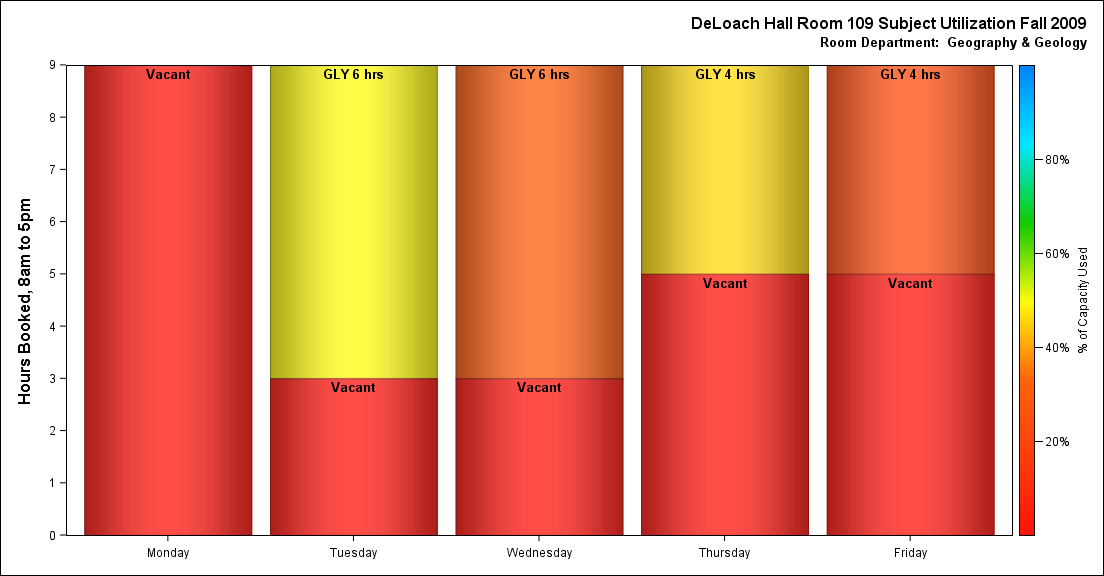 DeLoach Hall Room 109 Subject Utilization Fall 2009
Room Department:  Geography & Geology
Hours Booked, 8am to 5pm
9
8
7
6
5
4
3
2
1
0
Vacant
GLY 6 hrs
GLY 6 hrs
GLY 4 hrs
GLY 4 hrs
Vacant
Vacant
Vacant
Vacant
Monday
Tuesday
Wednesday
Thursday
Friday
80%
60%
40%
20%
% of Capacity Used